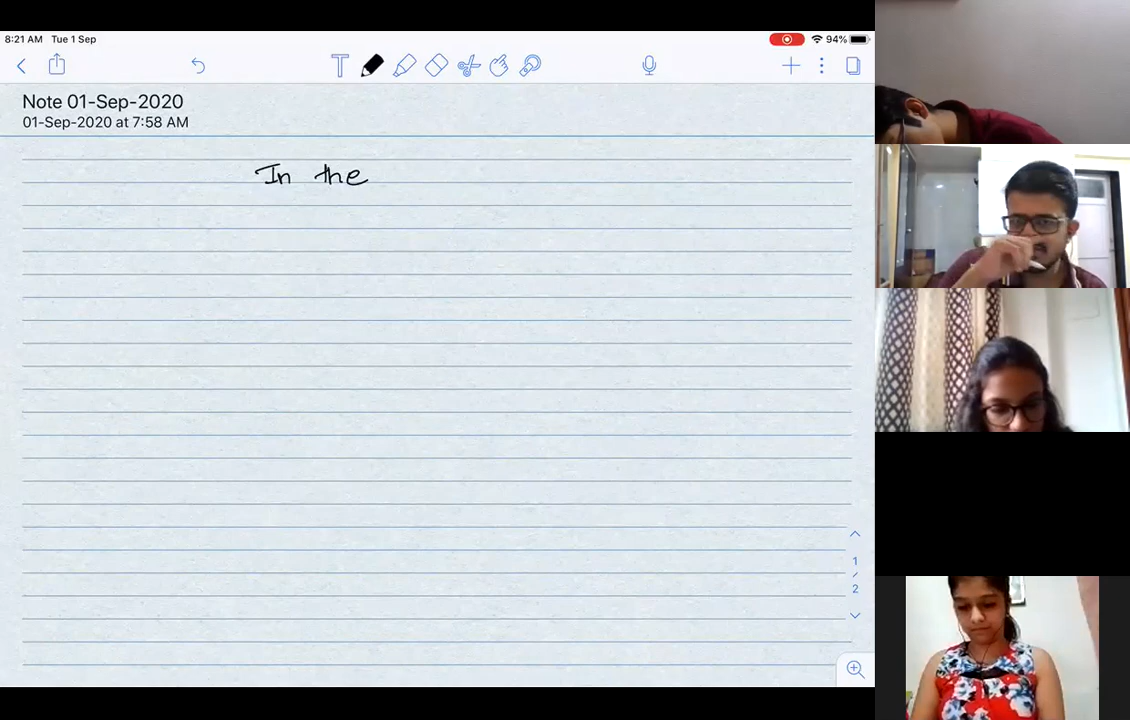 8:21 AM Tue 1 Sep 94%
T
Note 01-Sep-2020
01-Sep-2020 at 7:58 AM
In the
1
/
2